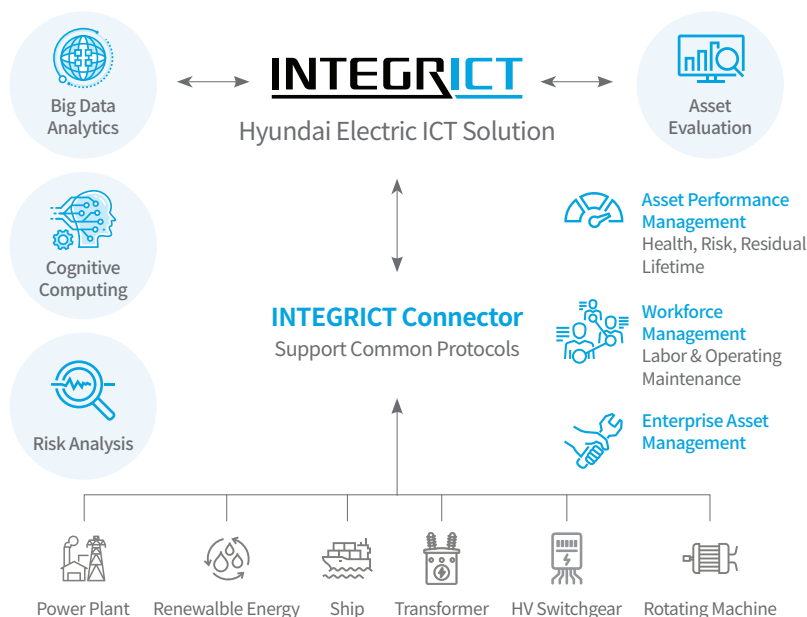 INTEGRICT
Hyundai Electric ICT Solution
Big Data
Analytics
Asset
Evaluation
Cognitive
Computing
Risk Analysis
INTEGRICT Connector
Support Common Protocols
Asset Performance
Management
Health, Risk, Residual
Lifetime
Workforce
Management
Labor & Operating
Maintenance
Enterprise Asset
Management
Power Plant
Renewalble Energy
Ship
Transformer
HV Switchgear
Rotating Machine